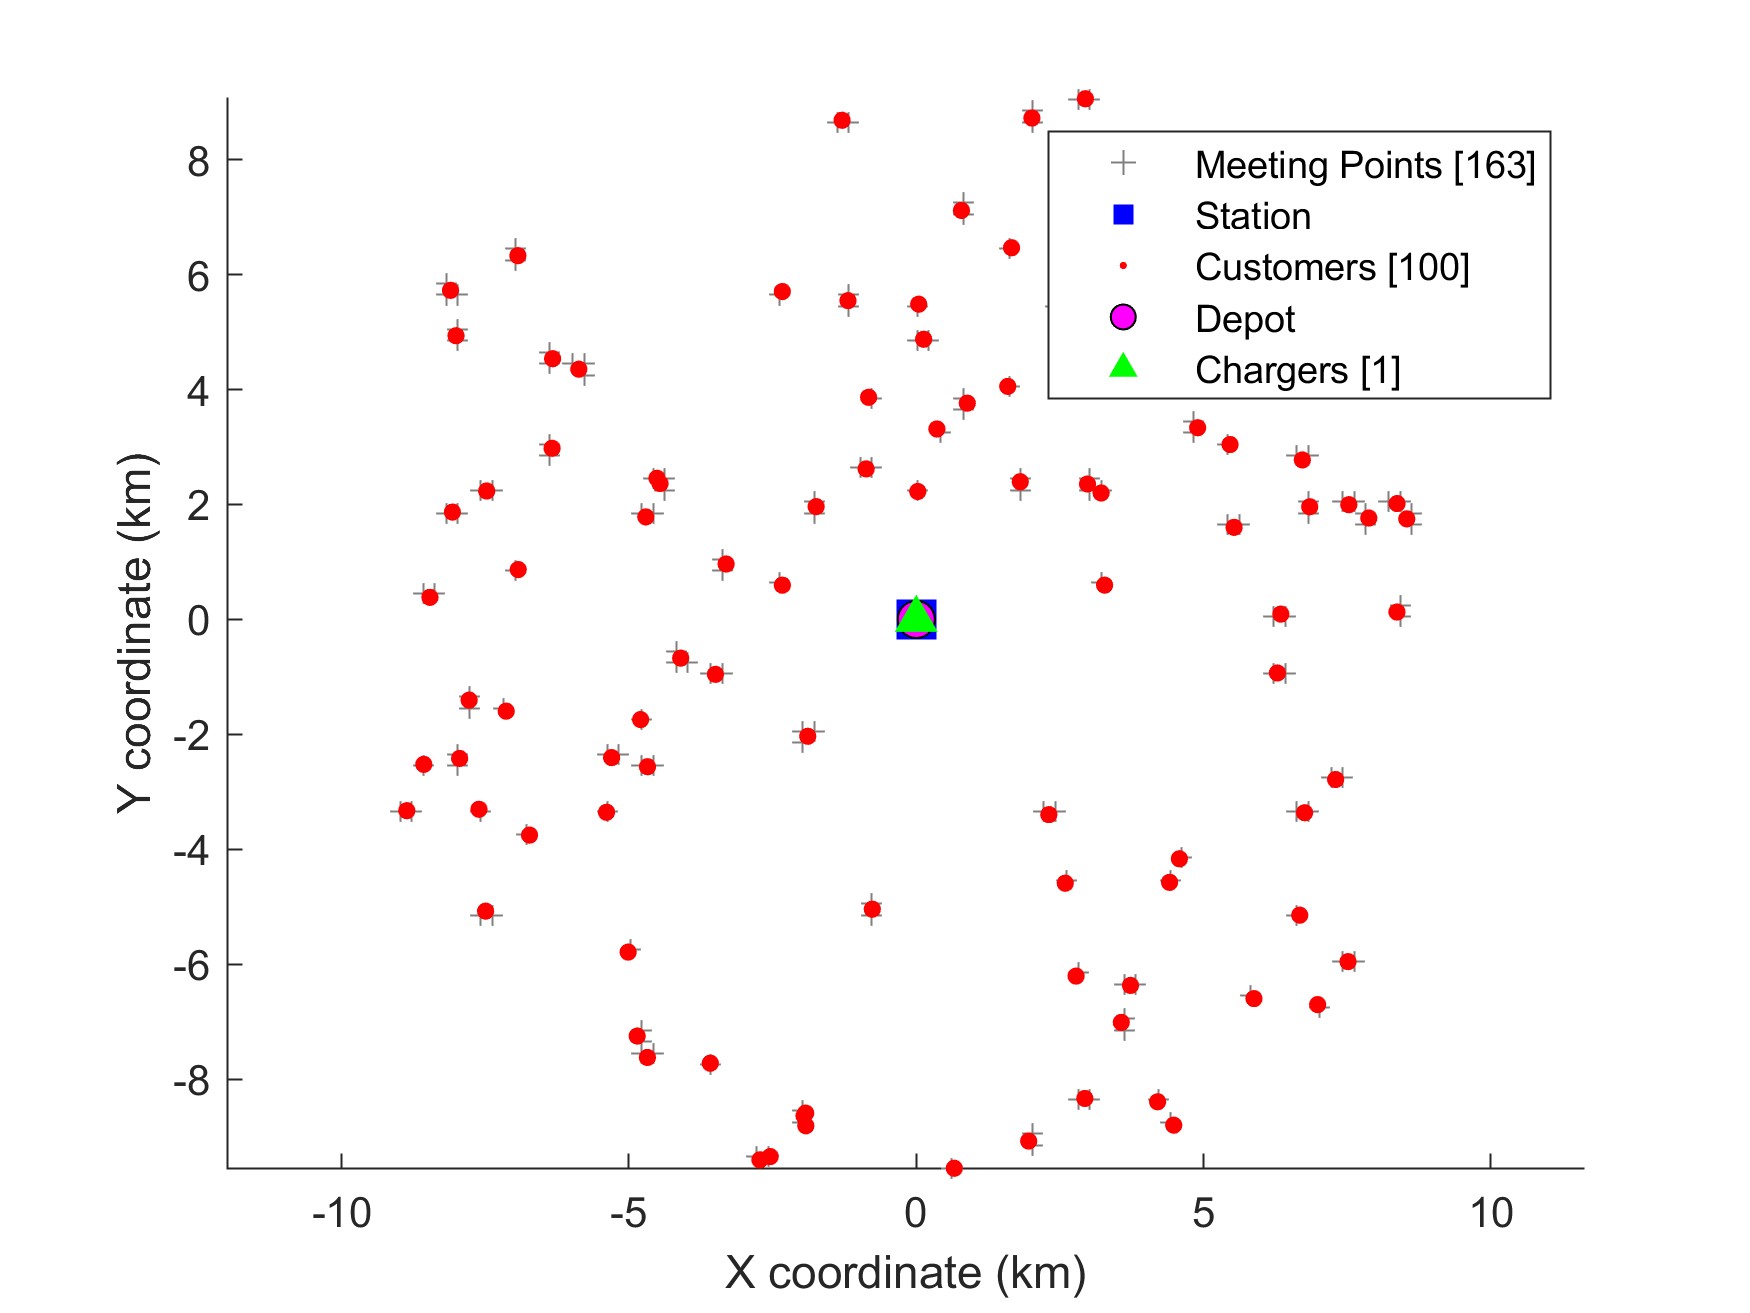 8
6
4
2
0
-2
-4
-6
-8
Y coordinate (km)
Meeting Points [163]
Station
Customers [100]
Depot
Chargers [1]
-10 -5 0 5 10
X coordinate (km)